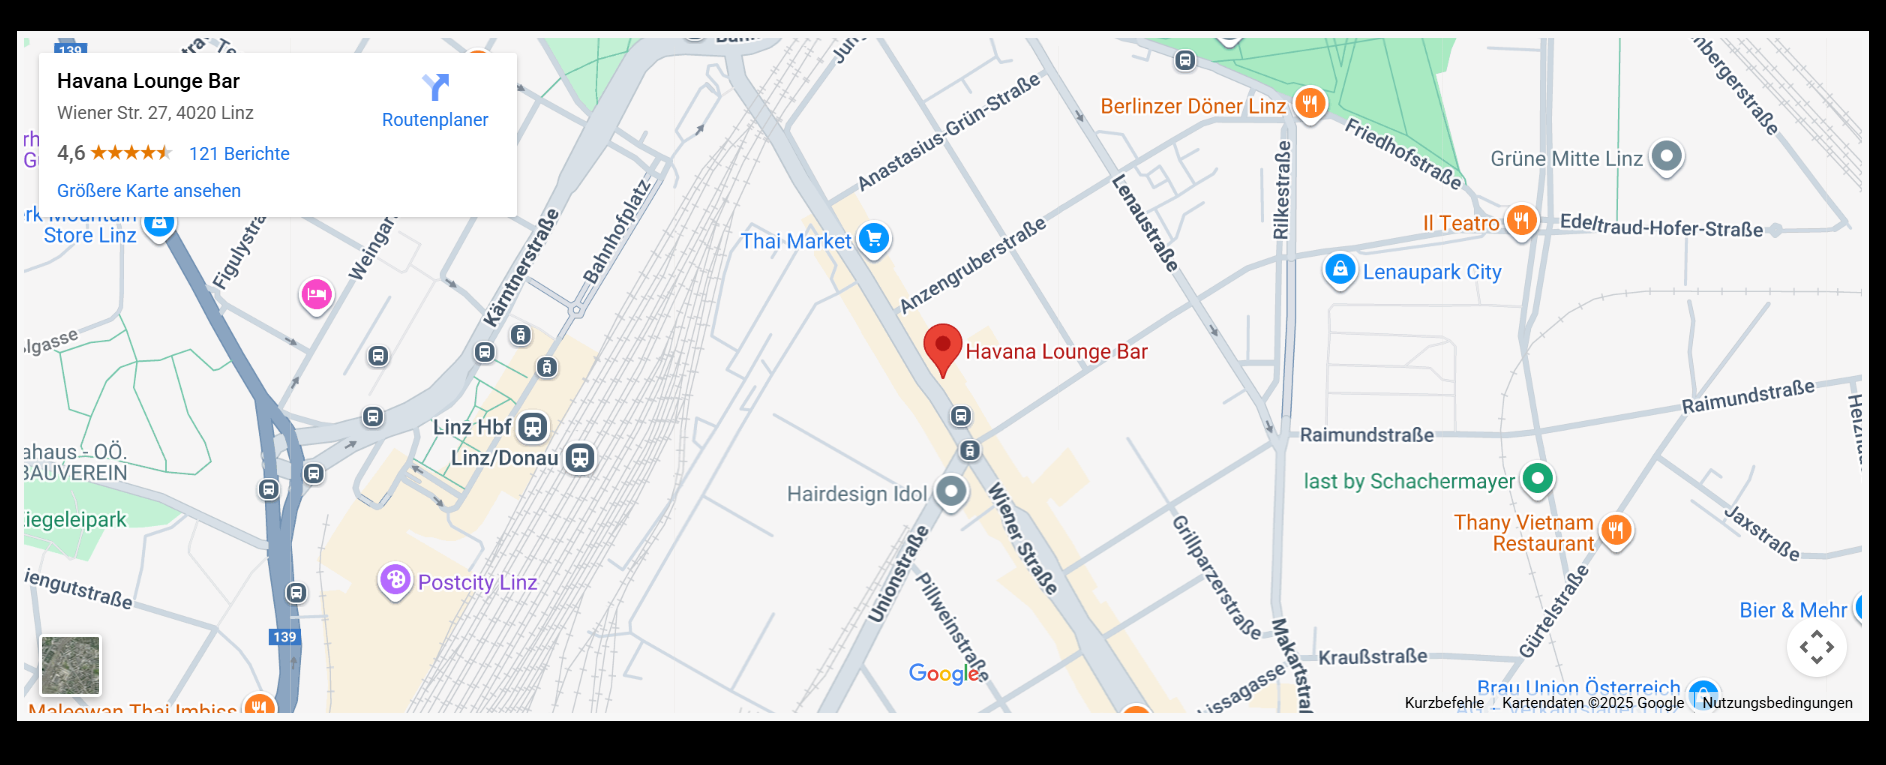 139
Havana Lounge Bar
Wiener Str. 27, 4020 Linz
4,6
121 Berichte
Größere Karte ansehen
Routenplaner
Store Linz
Figulystra
Weingar
Kärntnerstraße
Bahnhofplatz
Anastasius-Grün-Straße
Berlinzer Döner Linz
Friedhofstraße
Grüne Mitte Linz
Rilkestraße
Lenaustraße
Il Teatro
Edeltraud-Hofer-Straße
Thai Market
Anzengruberstraße
Lenaupark City
Havana Lounge Bar
lgasse
Linz Hbf
Linz/Donau
ahaus - OÖ.
BAUVEREIN
Raimundstraße
Raimundstraße
Hairdesign Idol
Wiener Straße
last by Schachermayer
Thany Vietnam
Restaurant
Jaxstraße
iegeleipark
Unionstraße
Pillweinstraße
Grillparzerstraße
Gürtelstraße
Postcity Linz
iengutstraße
Bier & Mehr
139
Makartstraß
Kraußstraße
Google
issagasse
Brau Union Österreich
Maleewan Thai Imbiss
Kurzbefehle
Kartendaten ©2025 Google
Nutzungsbedingungen